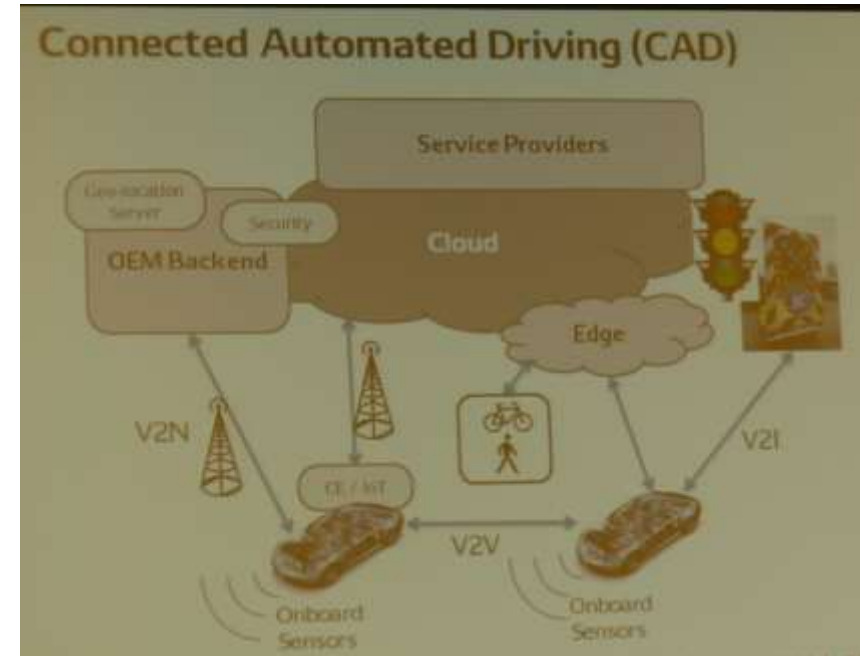 Connected Automated Driving (CAD)
Service Providers
Geo-location
Server
Security
Cloud
OEM Backend
Edge
V2N
V2I
CE / IoT
V2V
Onboard
Sensors
Onboard
Sensors